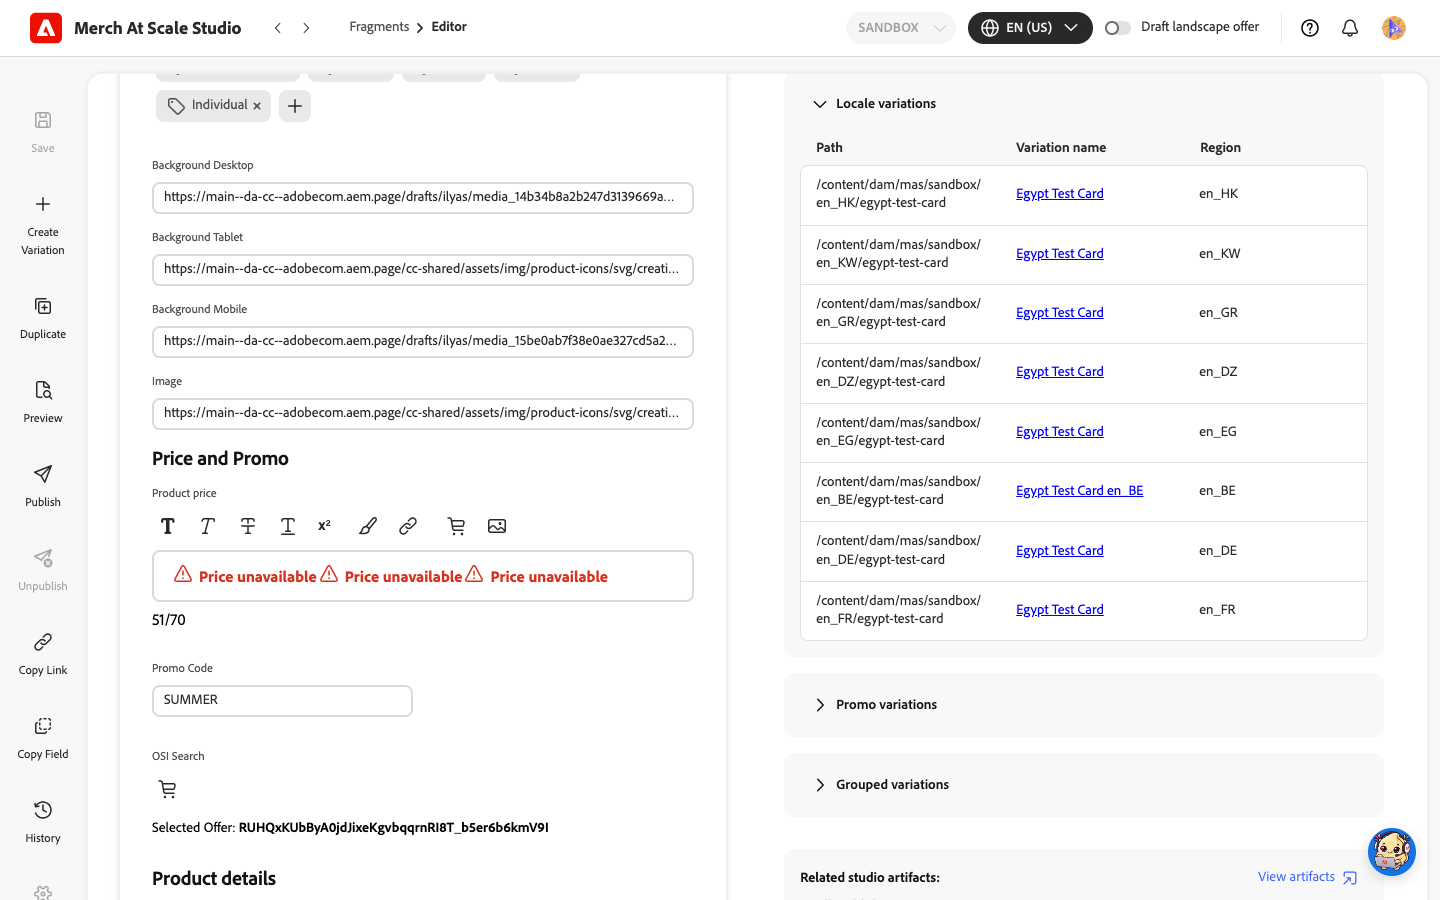 Merch At Scale Studio
Fragments
Editor
SANDBOX
EN (US)
Draft landscape offer
Save
Create
Variation
Duplicate
Preview
Publish
Unpublish
Copy Link
Copy Field
History
Individual
Background Desktop
https://main--da-cc--adobecom.aem.page/drafts/ilyas/media_14b34b8a2b247d3139669a...
Background Tablet
https://main--da-cc--adobecom.aem.page/cc-shared/assets/img/product-icons/svg/creati...
Background Mobile
https://main--da-cc--adobecom.aem.page/drafts/ilyas/media_15be0ab7f38e0ae327cd5a2...
Image
https://main--da-cc--adobecom.aem.page/cc-shared/assets/img/product-icons/svg/creati...
Price and Promo
Product price
Price unavailable Price unavailable Price unavailable
51/70
Promo Code
SUMMER
OSI Search
Selected Offer: RUHQxKUbByA0jdJixeKgvbqqrnRI8T_b5er6b6kmV9I
Product details
Locale variations
Path Variation name Region
/content/dam/mas/sandbox/
en_HK/egypt-test-card
Egypt Test Card
en_HK
/content/dam/mas/sandbox/
en_KW/egypt-test-card
Egypt Test Card
en_KW
/content/dam/mas/sandbox/
en_GR/egypt-test-card
Egypt Test Card
en_GR
/content/dam/mas/sandbox/
en_DZ/egypt-test-card
Egypt Test Card
en_DZ
/content/dam/mas/sandbox/
en_EG/egypt-test-card
Egypt Test Card
en_EG
/content/dam/mas/sandbox/
en_BE/egypt-test-card
Egypt Test Card en_BE
en_BE
/content/dam/mas/sandbox/
en_DE/egypt-test-card
Egypt Test Card
en_DE
/content/dam/mas/sandbox/
en_FR/egypt-test-card
Egypt Test Card
en_FR
Promo variations
Grouped variations
Related studio artifacts:
View artifacts